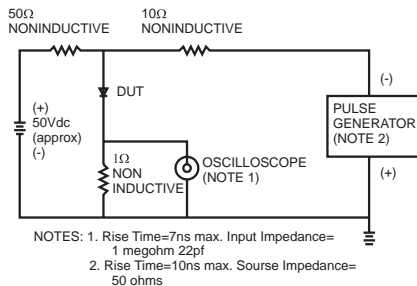 50Ω
NONINDUCTIVE
10Ω
NONINDUCTIVE
(+)
50Vdc
(approx)
(-)
DUT
1Ω
NON
INDUCTIVE
OSCILLOSCOPE
(NOTE 1)
(-)
PULSE
GENERATOR
(NOTE 2)
(+)
NOTES: 1. Rise Time=7ns max. Input Impedance=
1 megohm 22pf
2. Rise Time=10ns max. Sourse Impedance=
50 ohms